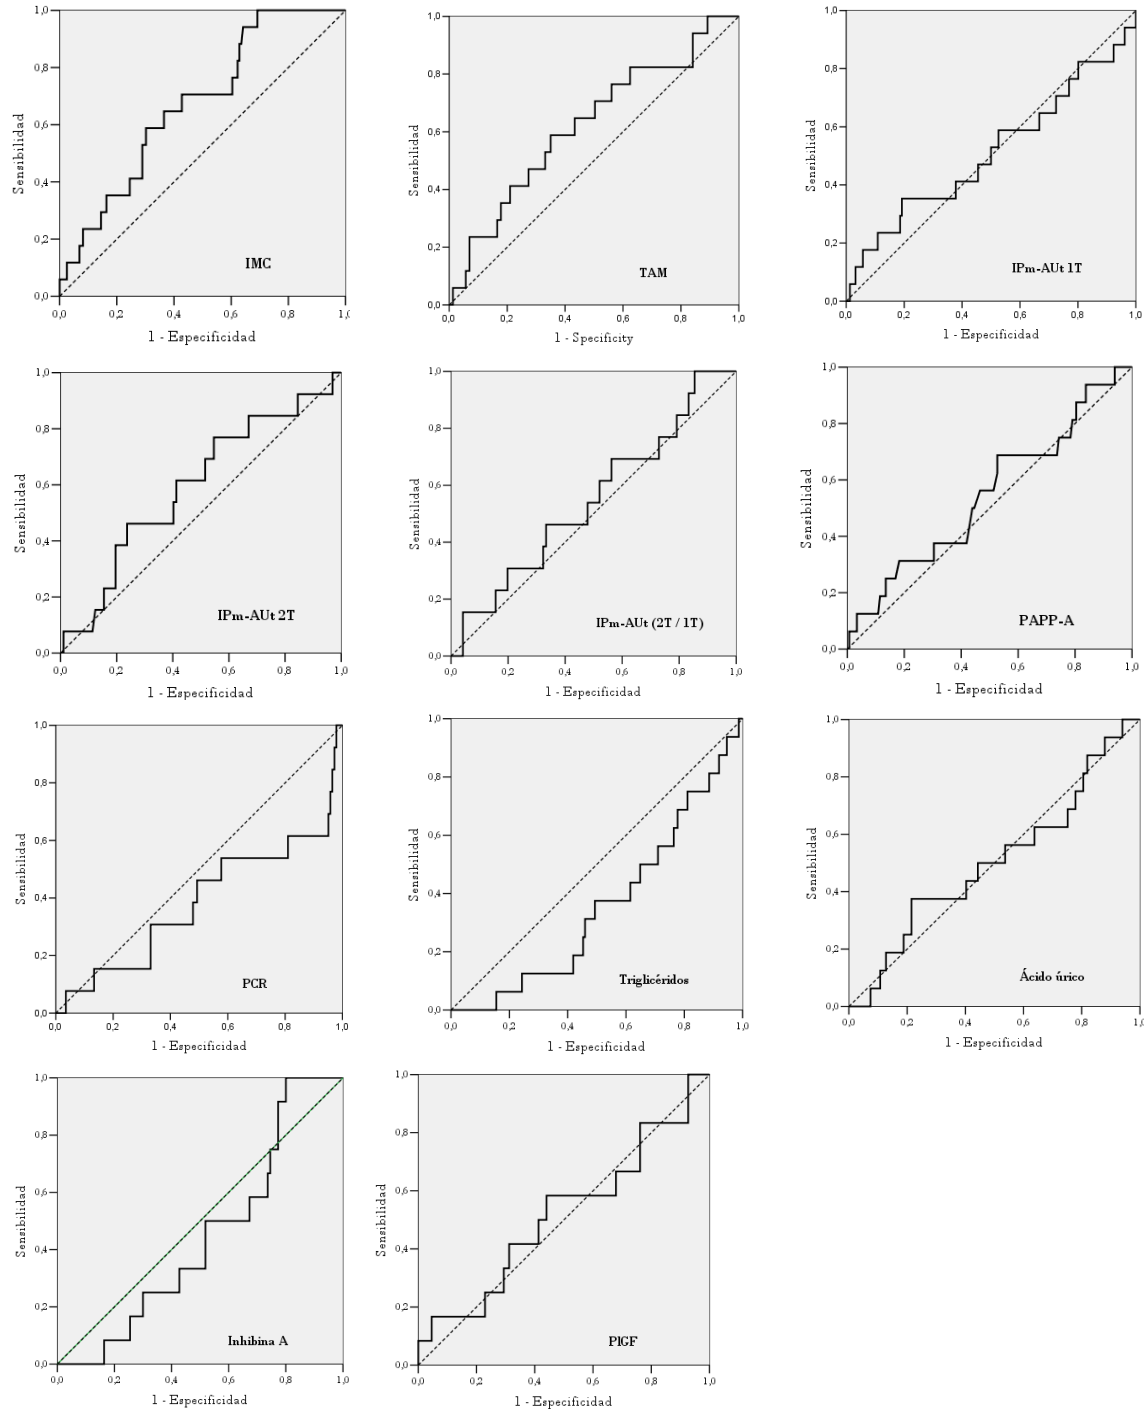 1,0
0,8
0,6
0,4
0,2
0,0
Sensibilidad
IMC
0,0 0,2 0,4 0,6 0,8 1,0
1 - Especificidad
1,0
0,8
0,6
0,4
0,2
0,0
Sensibilidad
TAM
0,0 0,2 0,4 0,6 0,8 1,0
1 - Specificity
1,0
0,8
0,6
0,4
0,2
0,0
Sensibilidad
IPm-AUt 1T
0,0 0,2 0,4 0,6 0,8 1,0
1 - Especificidad
1,0
0,8
0,6
0,4
0,2
0,0
Sensibilidad
IPm-AUt 2T
0,0 0,2 0,4 0,6 0,8 1,0
1 - Especificidad
1,0
0,8
0,6
0,4
0,2
0,0
Sensibilidad
IPm-AUt (2T / 1T)
0,0 0,2 0,4 0,6 0,8 1,0
1 - Especificidad
1,0
0,8
0,6
0,4
0,2
0,0
Sensibilidad
PAPP-A
0,0 0,2 0,4 0,6 0,8 1,0
1 - Especificidad
1,0
0,8
0,6
0,4
0,2
0,0
Sensibilidad
PCR
0,0 0,2 0,4 0,6 0,8 1,0
1 - Especificidad
1,0
0,8
0,6
0,4
0,2
0,0
Sensibilidad
Triglicéridos
0,0 0,2 0,4 0,6 0,8 1,0
1 - Especificidad
1,0
0,8
0,6
0,4
0,2
0,0
Sensibilidad
Ácido úrico
0,0 0,2 0,4 0,6 0,8 1,0
1 - Especificidad
1,0
0,8
0,6
0,4
0,2
0,0
Sensibilidad
Inhibina A
0,0 0,2 0,4 0,6 0,8 1,0
1 - Especificidad
1,0
0,8
0,6
0,4
0,2
0,0
Sensibilidad
PlGF
0,0 0,2 0,4 0,6 0,8 1,0
1 - Especificidad